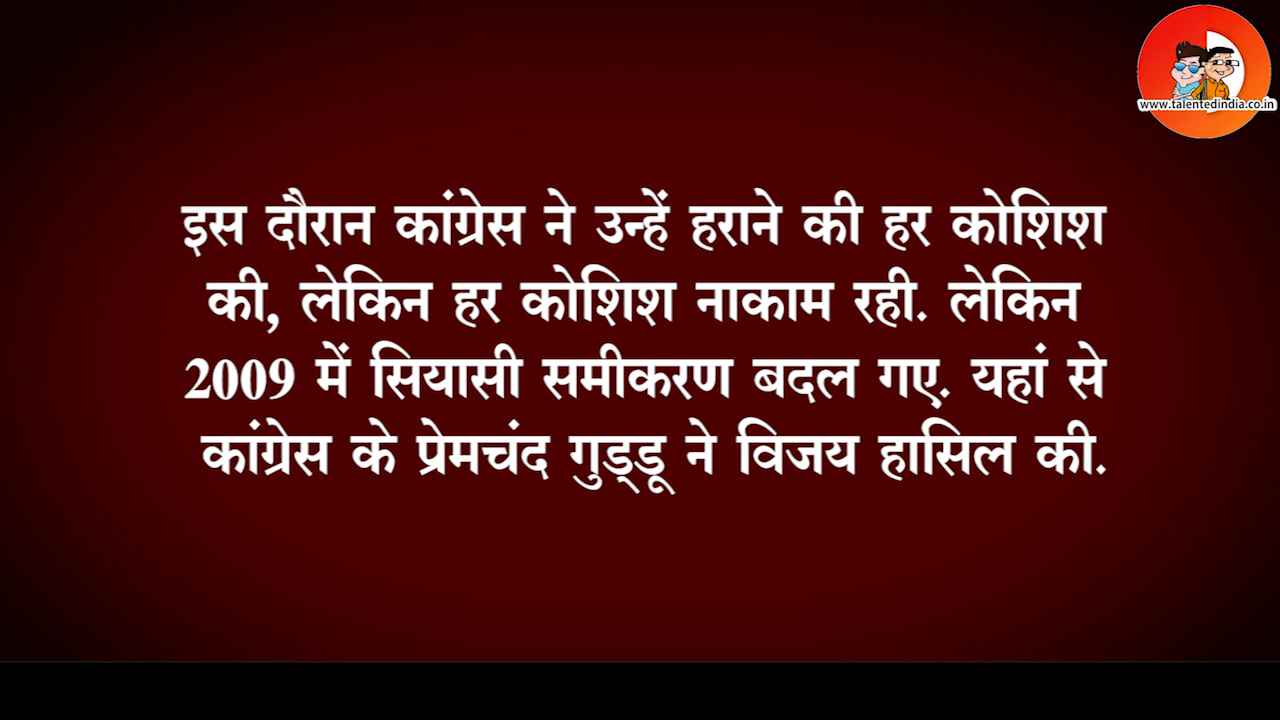 www.talentedindia.co.in
इस दौरान कांग्रेस ने उन्हें हराने की हर कोशिश
की, लेकिन हर कोशिश नाकाम रही. लेकिन
2009 में सियासी समीकरण बदल गए. यहां से
कांग्रेस के प्रेमचंद गुड्डू ने विजय हासिल की.